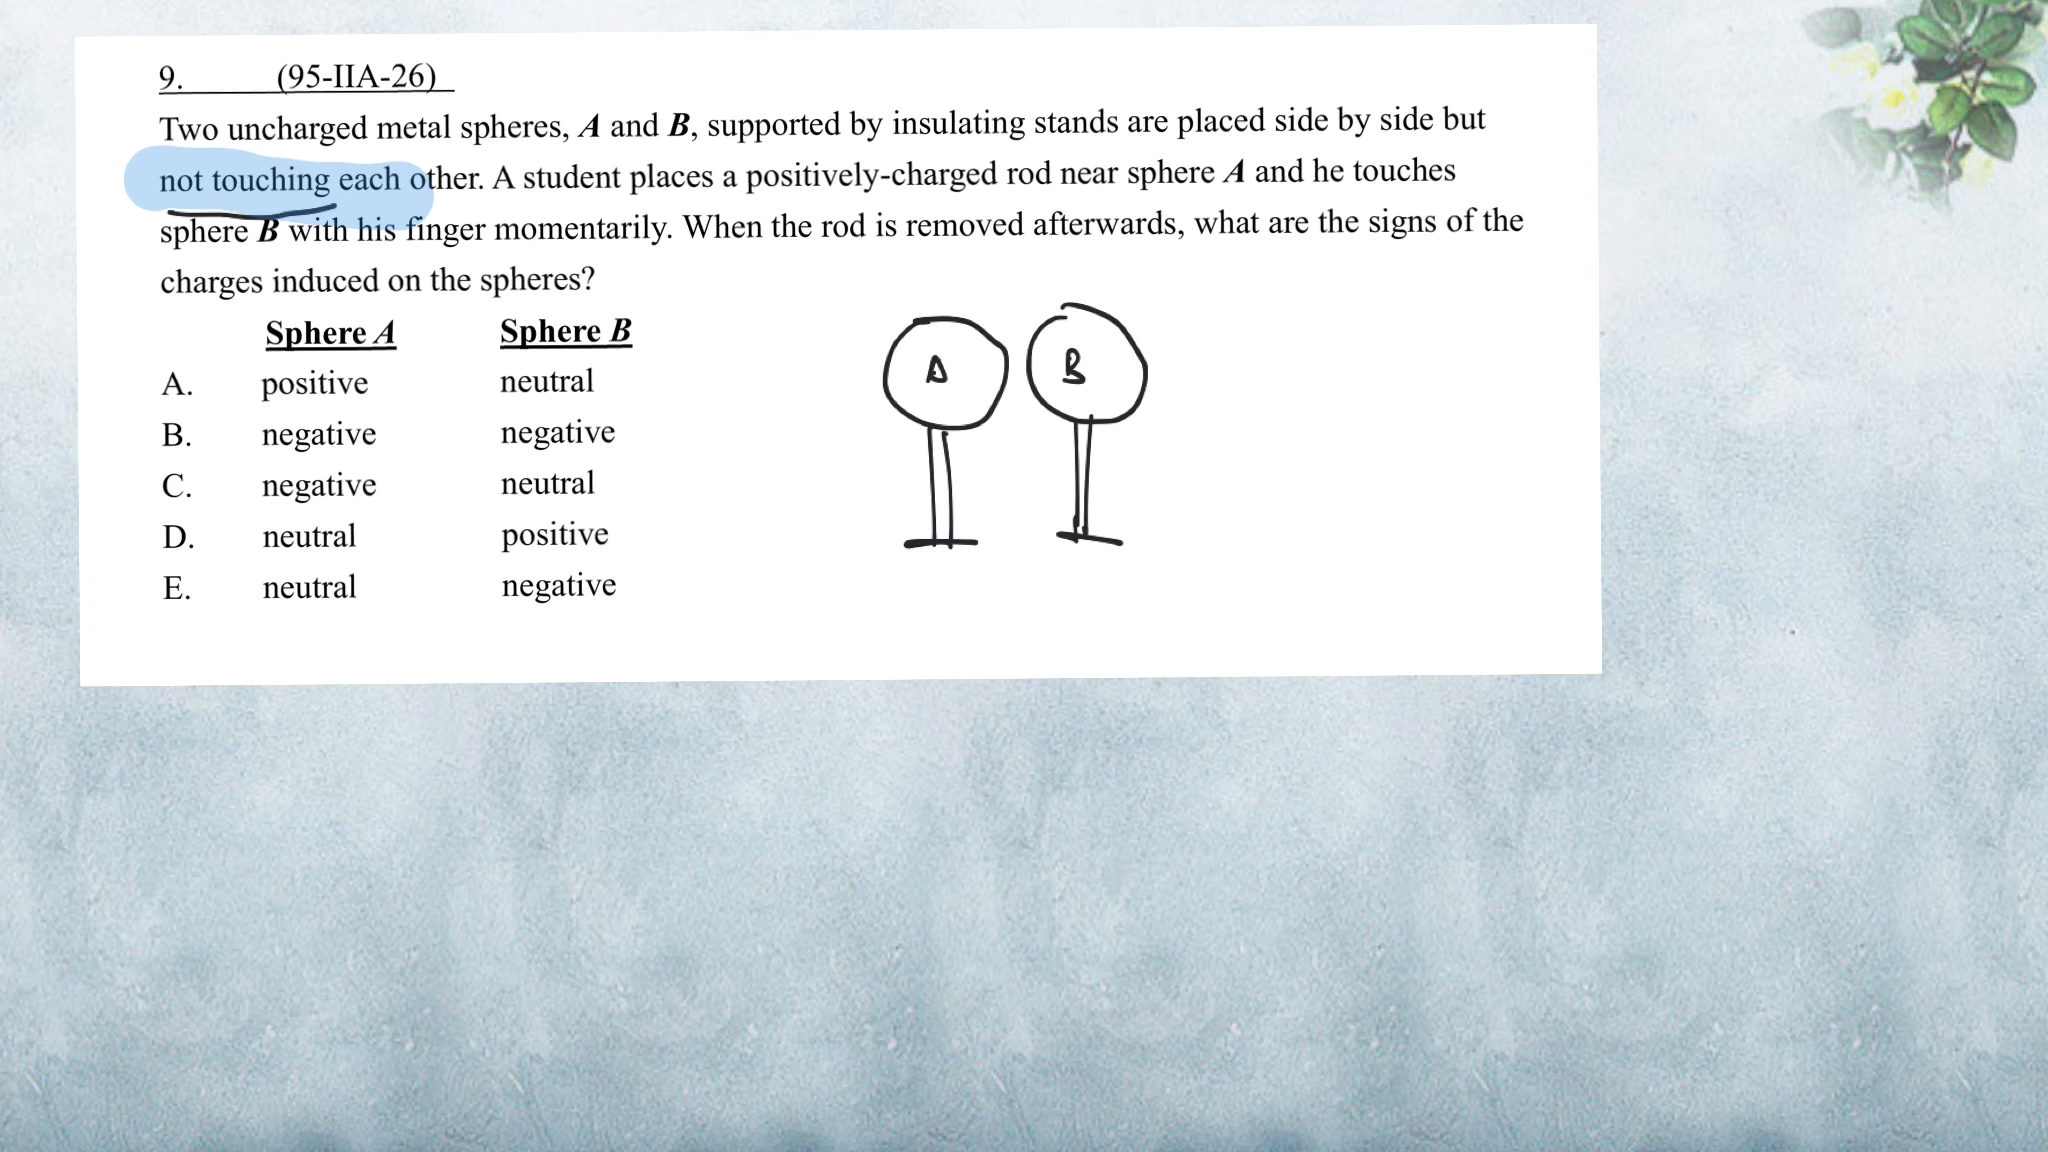 9. (95-IIA-26)
Two uncharged metal spheres, A and B, supported by insulating stands are placed side by side but
not touching each other. A student places a positively-charged rod near sphere A and he touches
sphere B with his finger momentarily. When the rod is removed afterwards, what are the signs of the
charges induced on the spheres?
Sphere A Sphere B
A. positive neutral
B. negative negative
C. negative neutral
D. neutral positive
E. neutral negative
A B